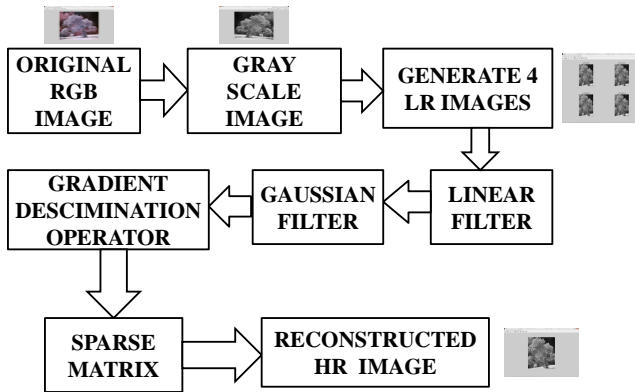 ORIGINAL
RGB
IMAGE
GRAY
SCALE
IMAGE
GENERATE 4
LR IMAGES
LINEAR
FILTER
GAUSSIAN
FILTER
GRADIENT
DESCIMINATION
OPERATOR
SPARSE
MATRIX
RECONSTRUCTED
HR IMAGE